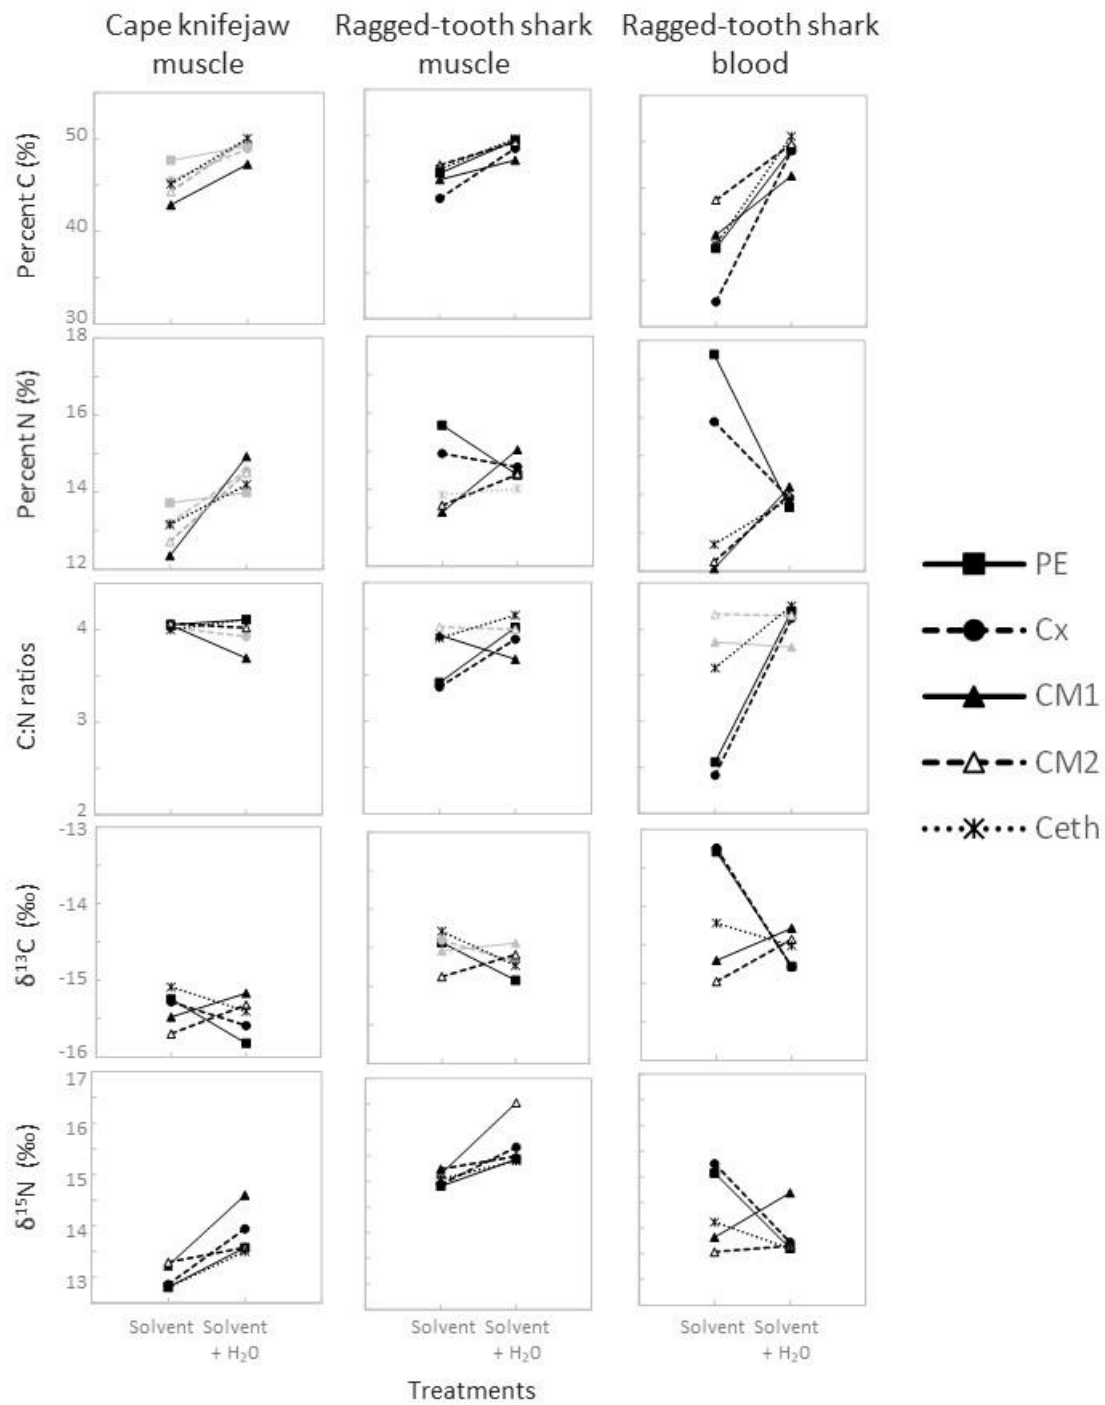 Cape knifejaw
muscle
Ragged-tooth shark
muscle
Ragged-tooth shark
blood
Percent C (%)
50
40
30
Percent N (%)
18
16
14
12
C:N ratios
4
3
2
δ13C (‰)
-13
-14
-15
-16
δ15N (‰)
17
16
15
14
13
PE
Cx
CM1
CM2
Ceth
Solvent Solvent
+ H2O
Solvent Solvent
+ H2O
Solvent Solvent
+ H2O
Treatments